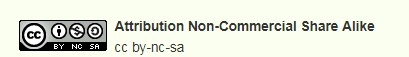 Attribution Non-Commercial Share Alike
cc BY NC SA cc by-nc-sa